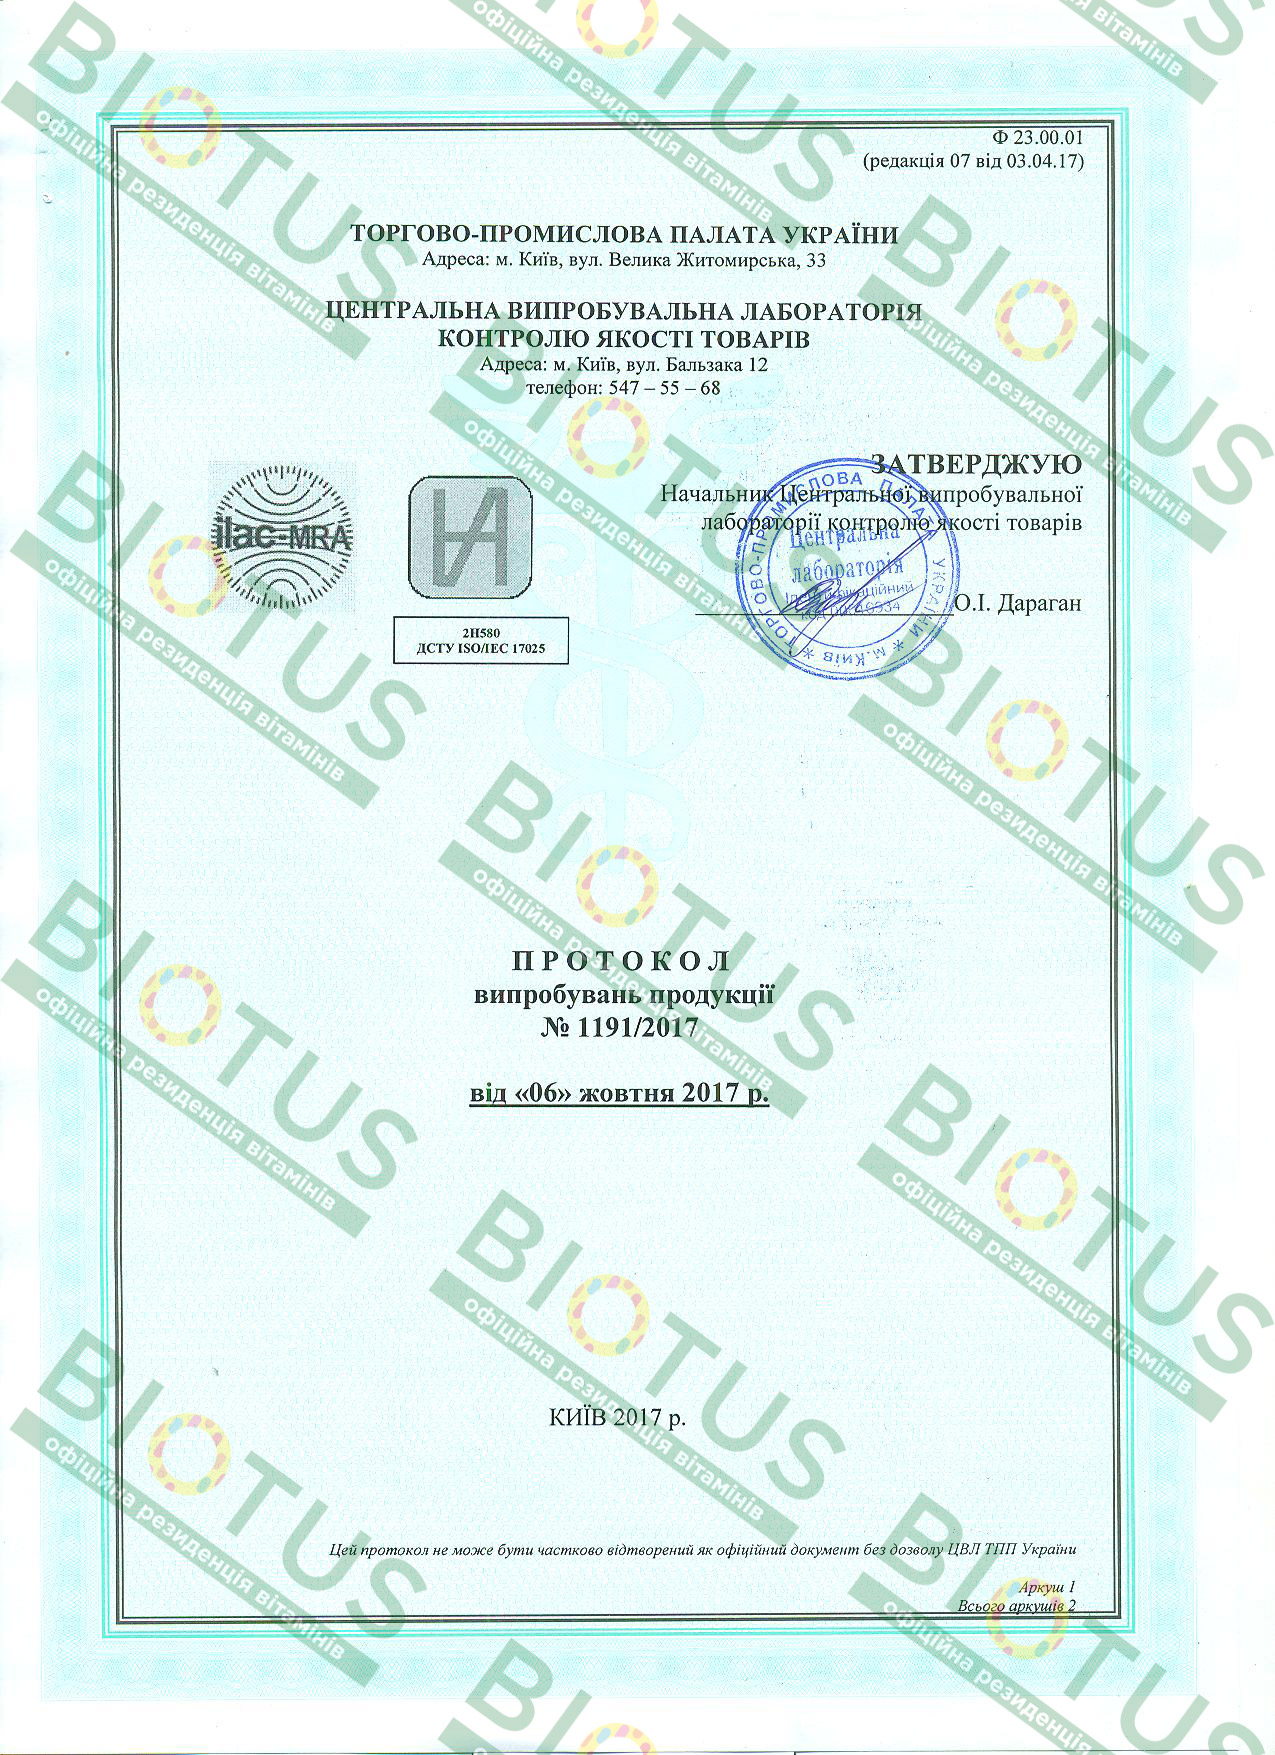 Ф 23.00.01
(редакція 07 від 03.04.17)
ТОРГОВО-ПРОМИСЛОВА ПАЛАТА УКРАЇНИ
Адреса: м. Київ, вул. Велика Житомирська, 33
ЦЕНТРАЛЬНА ВИПРОБУВАЛЬНА ЛАБОРАТОРІЯ
КОНТРОЛЮ ЯКОСТІ ТОВАРІВ
Адреса: м. Київ, вул. Бальзака 12
телефон: 547 – 55 – 68
ЗАТВЕРДЖУЮ
Начальник Центральної випробувальної
лабораторії контролю якості товарів
О.І. Дараган
ilac-MRA
2Н580
ДСТУ ISO/IEC 17025
ТОРГОВО-ПРОМИСЛОВА ПАЛАТА УКРАЇНИ * м.Київ *
Центральна
лабораторія
П Р О Т О К О Л
випробувань продукції
№ 1191/2017
від «06» жовтня 2017 р.
КИЇВ 2017 р.
Цей протокол не може бути частково відтворений як офіційний документ без дозволу ЦВЛ ТПП України
Аркуш 1
Всього аркушів 2
BIOTUS
офіційна резиденція вітамінів